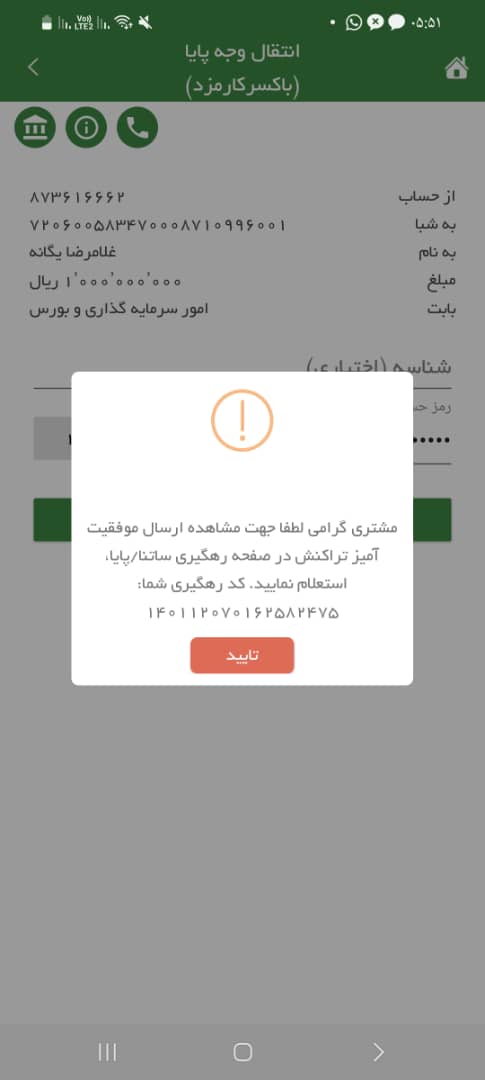 ۰۵:۵۱
Vo))
LTE2
انتقال وجه پایا
(باکسرکارمزد)
از حساب ۸۷۳۶۱۶۶۶۲
به شبا ۷۲۰۶۰۰۵۸۳۴۷۰۰۰۸۷۱۰۹۹۶۰۰۱
به نام غلامرضا یگانه
مبلغ ۱٬۰۰۰٬۰۰۰٬۰۰۰ ریال
بابت امور سرمایه گذاری و بورس
شناسه (اختیاری)
رمز
مشتری گرامی لطفا جهت مشاهده ارسال موفقیت
آمیز تراکنش در صفحه رهگیری ساتنا/پایا،
استعلام نمایید. کد رهگیری شما:
۱۴۰۱۱۲۰۷۰۱۶۲۵۸۲۴۷۵
تایید